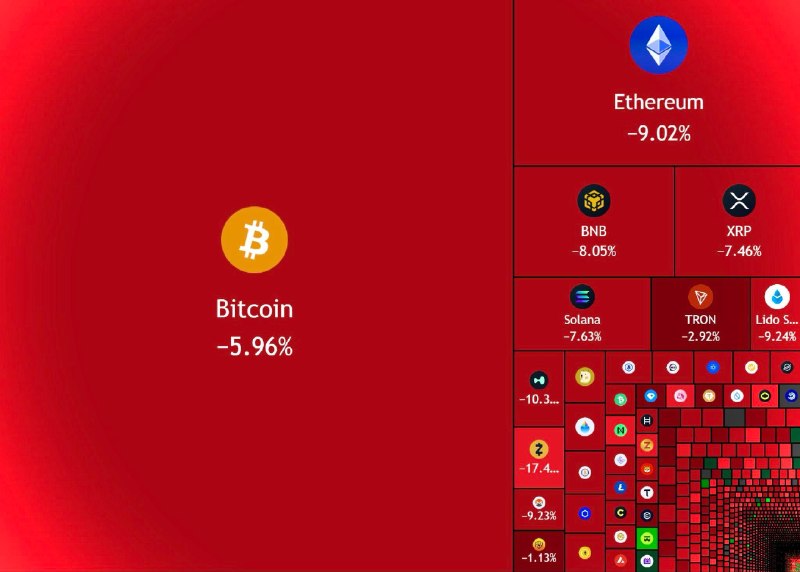 Bitcoin
−5.96%
Ethereum
−9.02%
BNB
−8.05%
XRP
−7.46%
Solana
−7.63%
TRON
−2.92%
Lido S...
−9.24%
−10.3...
−17.4...
−9.23%
−1.13%